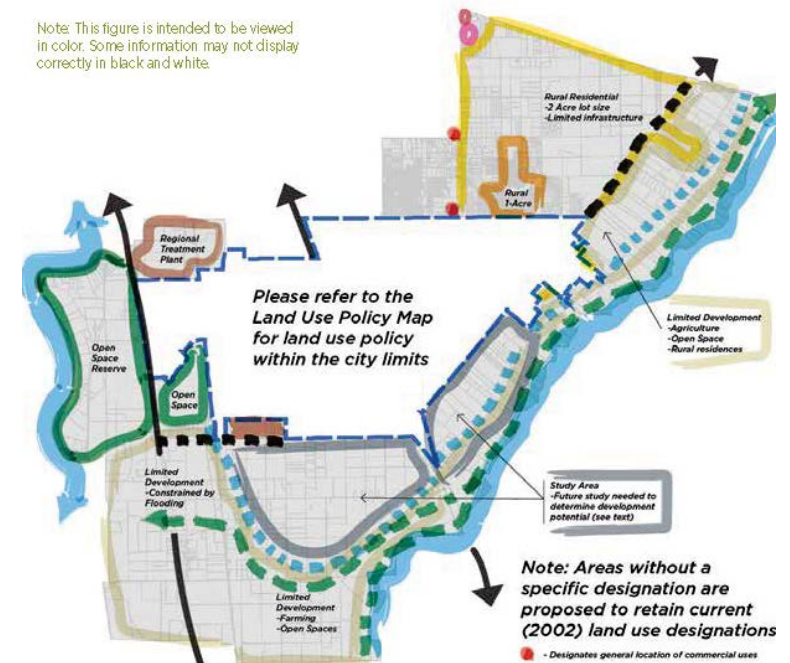 Note: This figure is intended to be viewed
in color. Some information may not display
correctly in black and white.
Rural Residential
-2 Acre lot size
-Limited infrastructure
Rural
1-Acre
Regional
Treatment
Plant
Please refer to the
Land Use Policy Map
for land use policy
within the city limits
Open
Space
Reserve
Open
Space
Limited Development
-Agriculture
-Open Space
-Rural residences
Limited
Development
-Constrained by
Flooding
Study Area
-Future study needed to
determine development
potential (see text)
Limited
Development
-Farming
-Open Spaces
Note: Areas without a
specific designation are
proposed to retain current
(2002) land use designations
- Designates general location of commercial uses